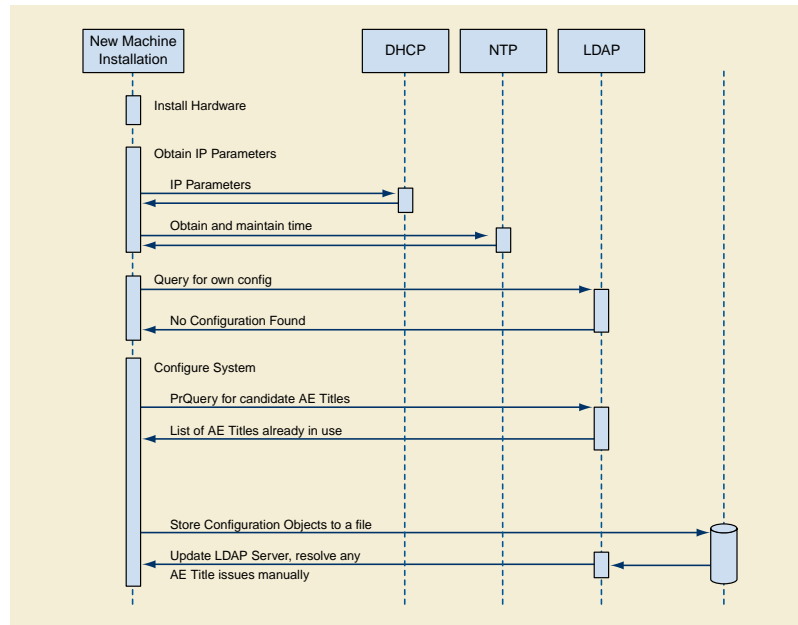 New Machine
Installation
DHCP
NTP
LDAP
Install Hardware
Obtain IP Parameters
IP Parameters
Obtain and maintain time
Query for own config
No Configuration Found
Configure System
PrQuery for candidate AE Titles
List of AE Titles already in use
Store Configuration Objects to a file
Update LDAP Server, resolve any
AE Title issues manually